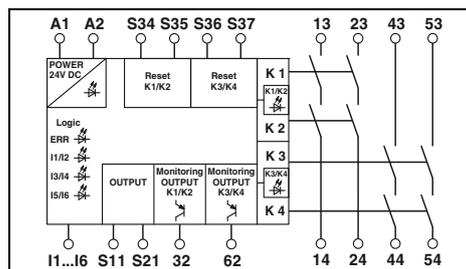 A1 A2 S34 S35 S36 S37 13 23 43 53
POWER
24V DC
Reset
K1/K2
Reset
K3/K4
K 1
K1/K2
K 2
Logic
ERR
I1/I2
I3/I4
I5/I6
K 3
K3/K4
K 4
OUTPUT
Monitoring
OUTPUT
K1/K2
Monitoring
OUTPUT
K3/K4
I1...I6 S11 S21 32 62 14 24 44 54